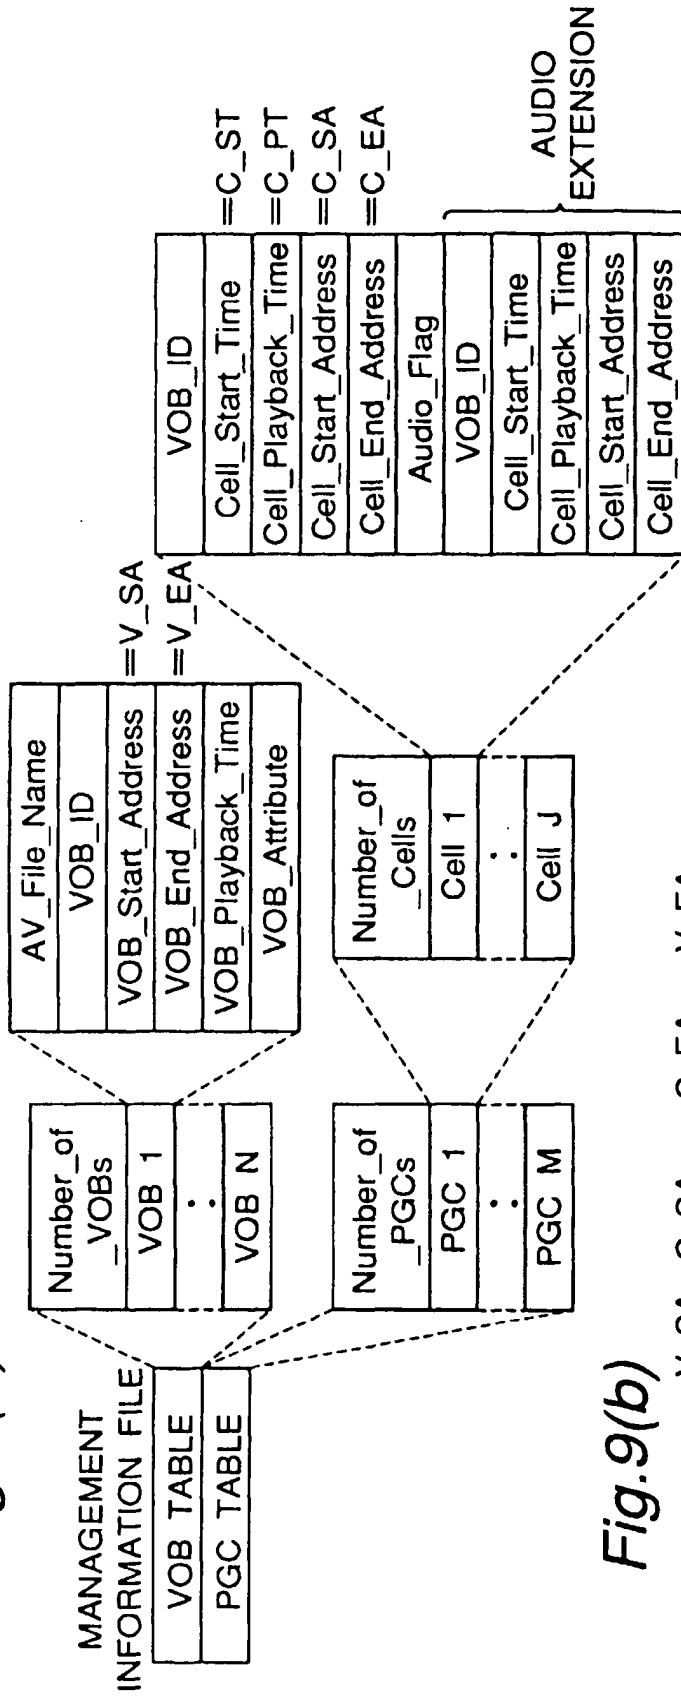 MANAGEMENT
INFORMATION FILE
VOB TABLE
PGC TABLE
Number_of
_VOBs
VOB 1
VOB N
AV_File_Name
VOB_ID
VOB_Start_Address
=V_SA
VOB_End_Address
=V_EA
VOB_Playback_Time
VOB_Attribute
Number_of
_PGCs
PGC 1
PGC M
Number_of
_Cells
Cell 1
Cell J
VOB_ID
Cell_Start_Time
=C_ST
Cell_Playback_Time
=C_PT
Cell_Start_Address
=C_SA
Cell_End_Address
=C_EA
Audio_Flag
VOB_ID
Cell_Start_Time
Cell_Playback_Time
Cell_Start_Address
Cell_End_Address
AUDIO
EXTENSION
Fig.9(b)